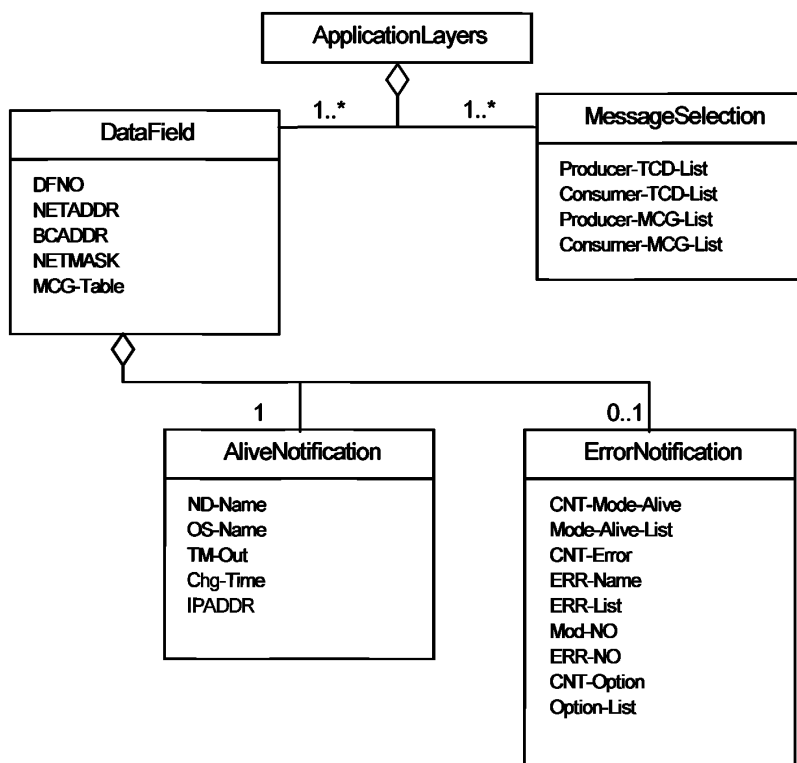 ApplicationLayers
1..*
1..*
DataField
DFNO
NETADDR
BCADDR
NETMASK
MCG-Table
MessageSelection
Producer-TCD-List
Consumer-TCD-List
Producer-MCG-List
Consumer-MCG-List
1
0..1
AliveNotification
ND-Name
OS-Name
TM-Out
Chg-Time
IPADDR
ErrorNotification
CNT-Mode-Alive
Mode-Alive-List
CNT-Error
ERR-Name
ERR-List
Mod-NO
ERR-NO
CNT-Option
Option-List